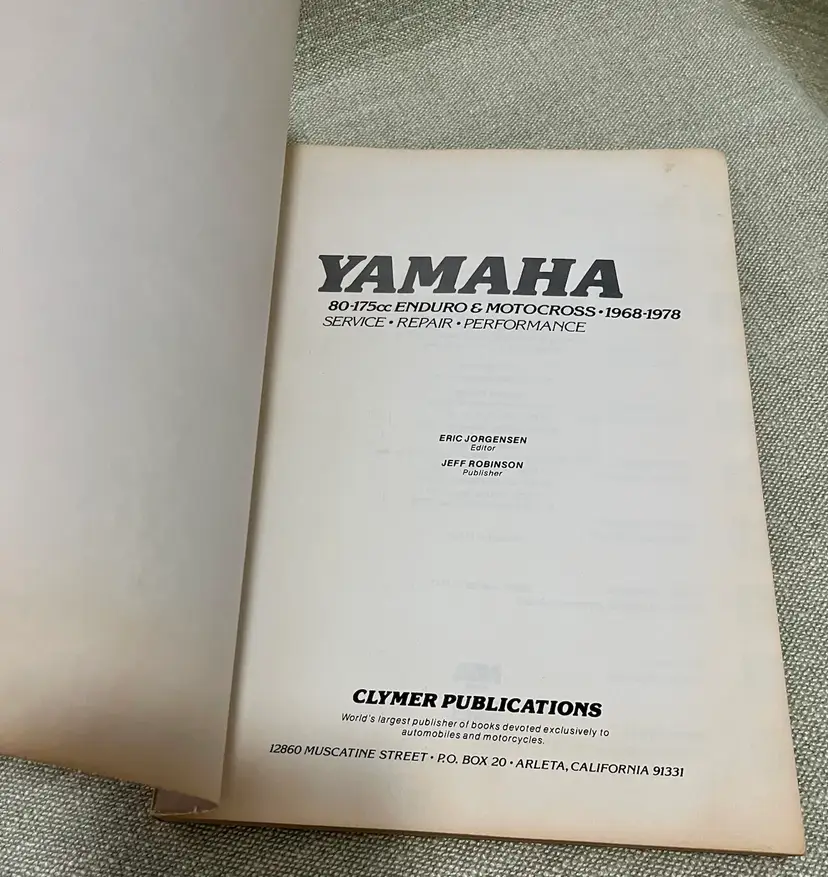 YAMAHA
80-175cc ENDURO & MOTOCROSS • 1968-1978
SERVICE • REPAIR • PERFORMANCE
ERIC JORGENSEN
Editor
JEFF ROBINSON
Publisher
CLYMER PUBLICATIONS
World's largest publisher of books devoted exclusively to
automobiles and motorcycles.
12860 MUSCATINE STREET • P.O. BOX 20 • ARLETA, CALIFORNIA 91331